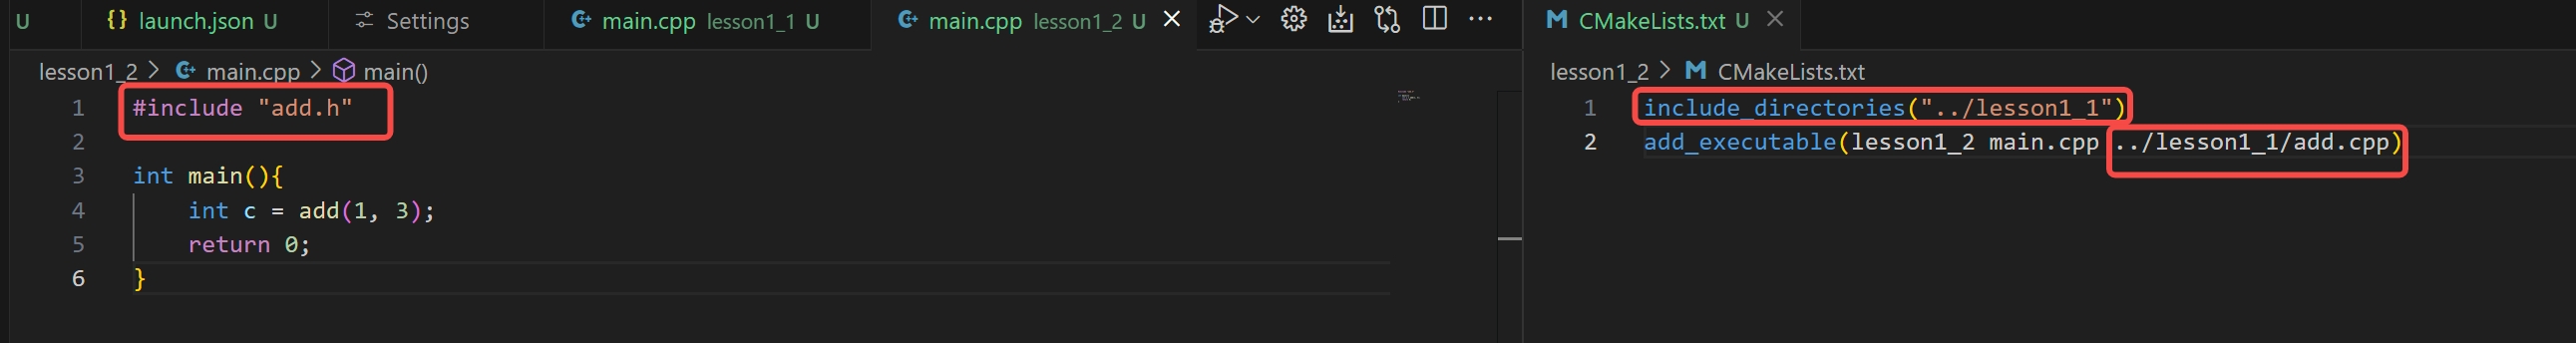 U
launch.json U
Settings
main.cpp lesson1_1 U
main.cpp lesson1_2 U
CMakeLists.txt U
lesson1_2 > main.cpp > main()
1 #include "add.h"
2
3 int main(){
4 int c = add(1, 3);
5 return 0;
6 }
lesson1_2 > CMakeLists.txt
1 include_directories("../lesson1_1")
2 add_executable(lesson1_2 main.cpp ../lesson1_1/add.cpp)